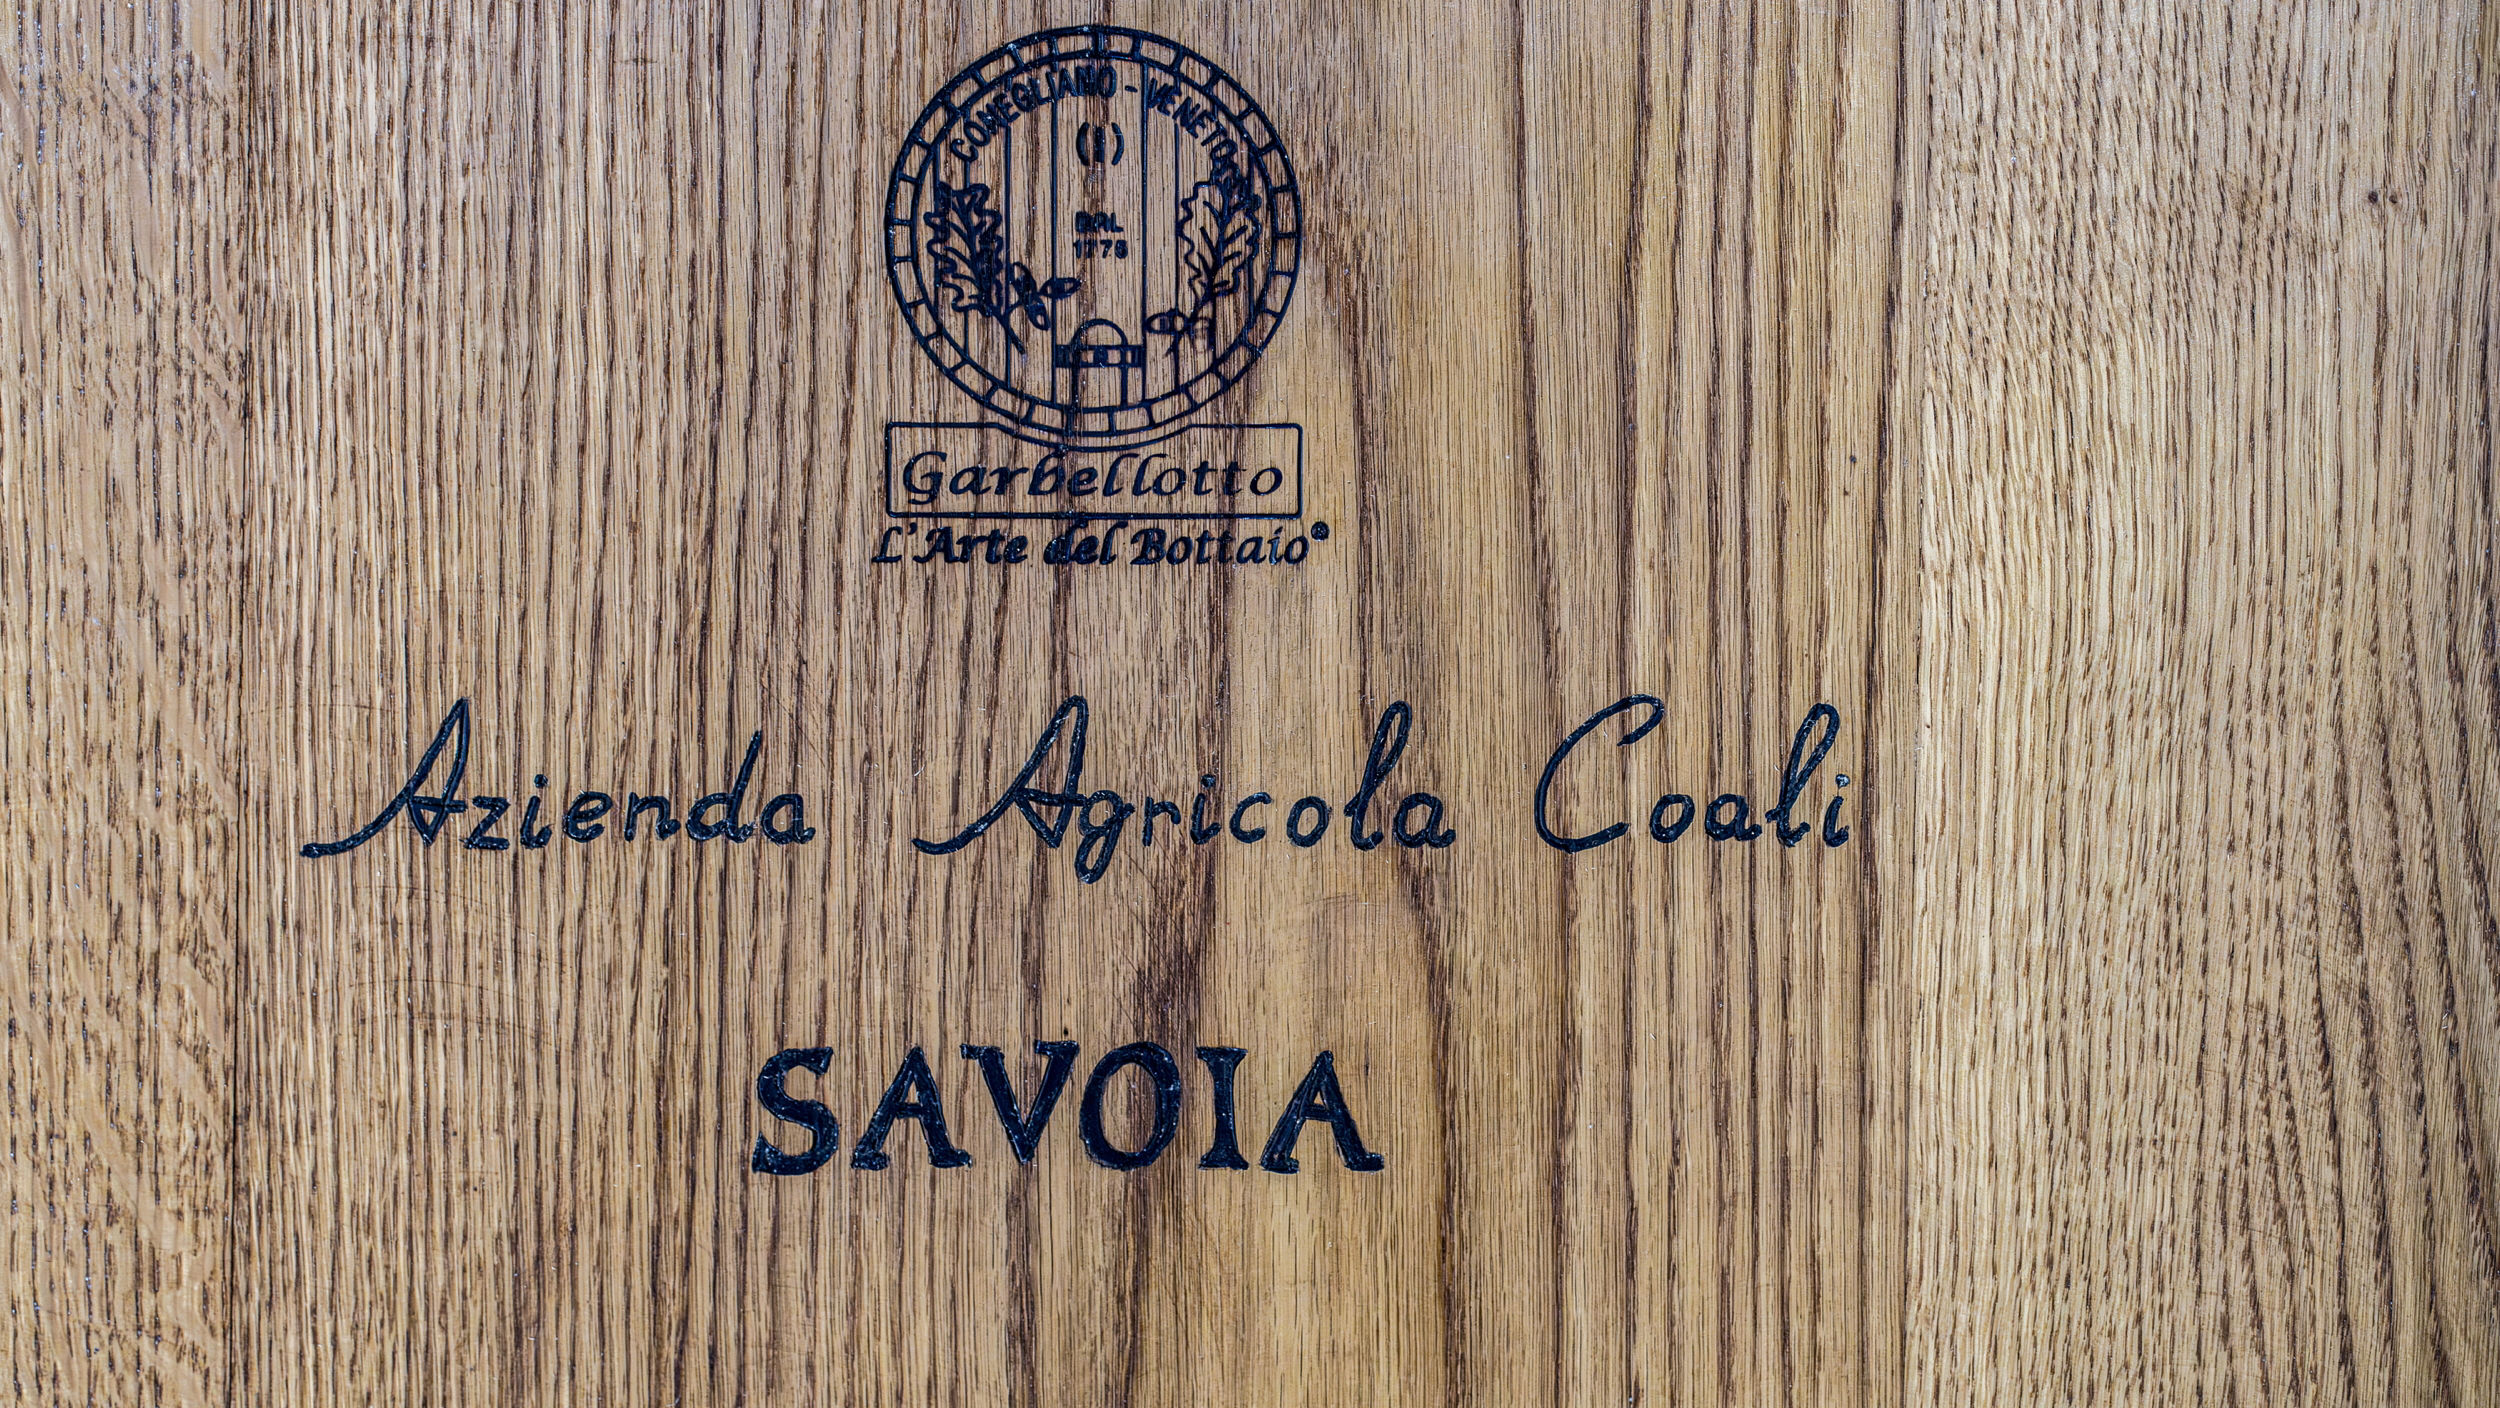 CONEGLIANO - VENETO
(I)
DAL
1775
Garbellotto
L'Arte del Bottaio®
Azienda Agricola Coali
SAVOIA